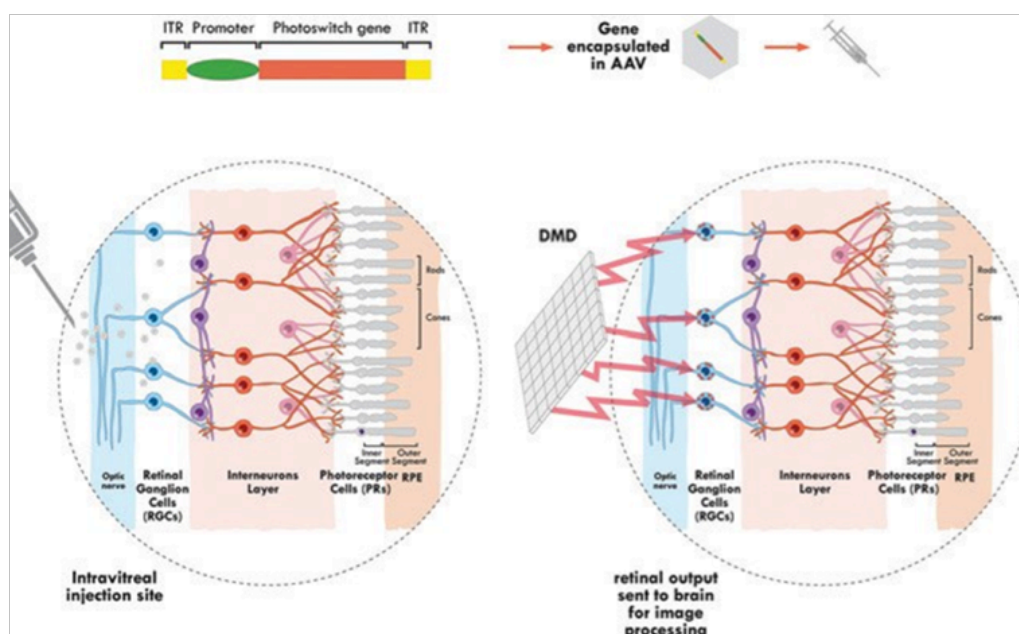 ITR Promoter Photoswitch gene ITR
Gene
encapsulated
in AAV
Rods
Cones
Inner
Segment
Outer
Segment
Optic
nerve
Retinal
Ganglion
Cells
(RGCs)
Interneurons
Layer
Photoreceptor
Cells (PRs)
RPE
Intravitreal
injection site
DMD
Rods
Cones
Inner
Segment
Outer
Segment
Optic
nerve
Retinal
Ganglion
Cells
(RGCs)
Interneurons
Layer
Photoreceptor
Cells (PRs)
RPE
retinal output
sent to brain
for image
processing